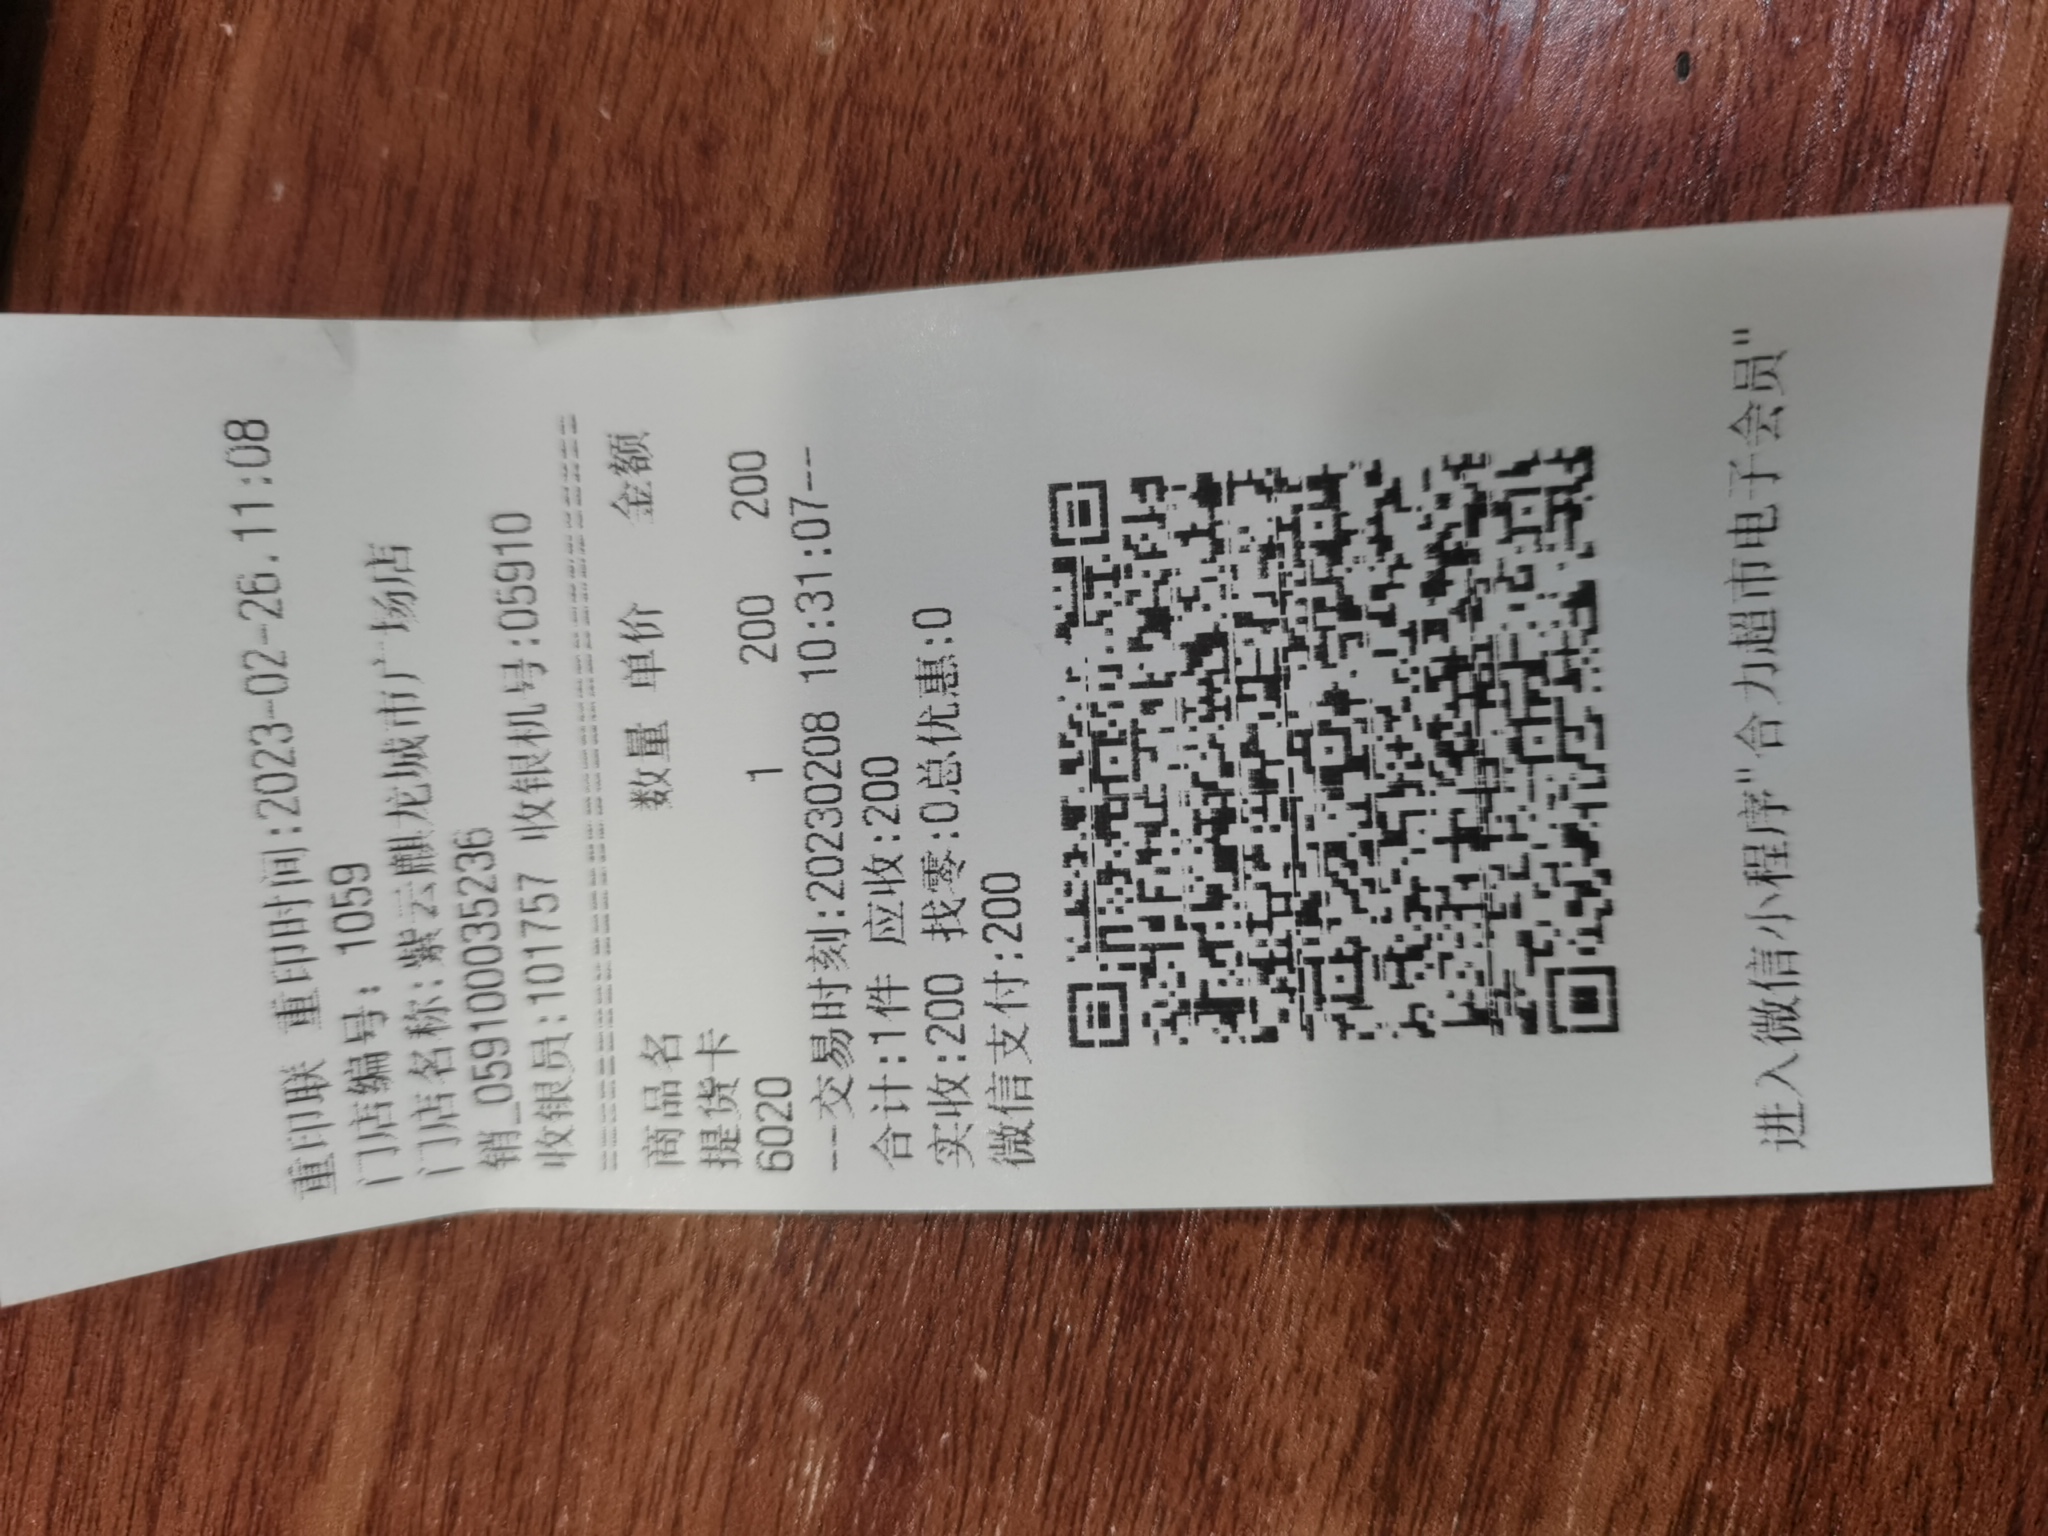 重印联 重印时间:2023-02-26.11:08
门店编号: 1059
门店名称:紫云麒龙城市广场店
销_0591000035236
收银员:101757 收银机号:05910
================================
商品名 数量 单价 金额
提货卡
6020 1 200 200
--交易时刻:20230208 10:31:07---
合计:1件 应收:200
实收:200 找零:0总优惠:0
微信支付:200
进入微信小程序"合力超市电子会员"